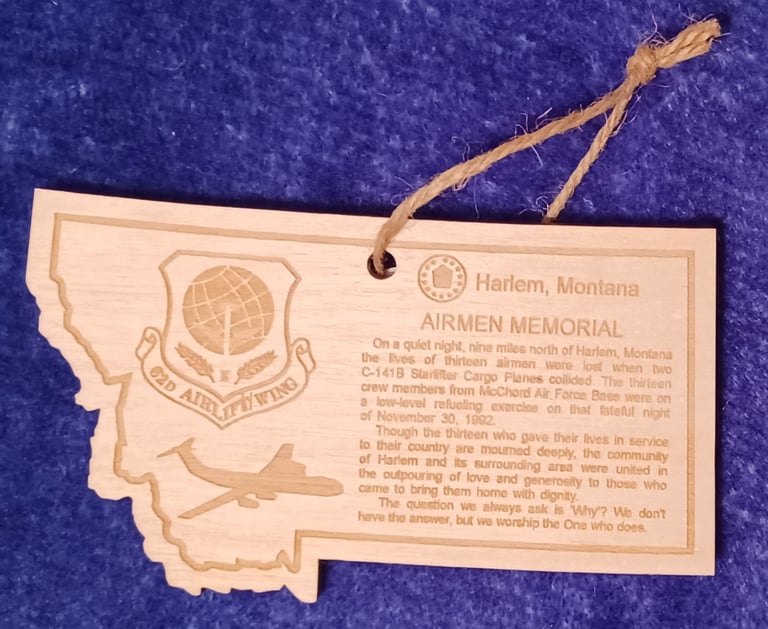 62D AIRLIFT WING
Harlem, Montana
AIRMEN MEMORIAL
On a quiet night, nine miles north of Harlem, Montana
the lives of thirteen airmen were lost when two
C-141B Starlifter Cargo Planes collided. The thirteen
crew members from McChord Air Force Base were on
a low-level refueling exercise on that fateful night
of November 30, 1992.
Though the thirteen who gave their lives in service
to their country are mourned deeply, the community
of Harlem and its surrounding area were united in
the outpouring of love and generosity to those who
came to bring them home with dignity.
The question we always ask is 'Why'? We don't
have the answer, but we worship the One who does.